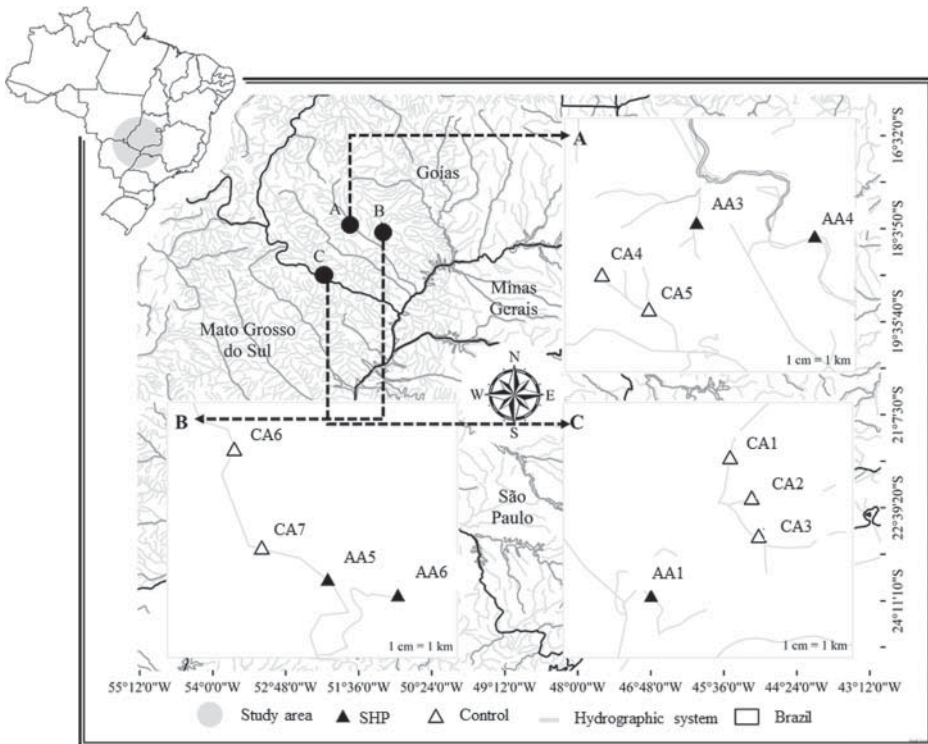 A
16°32'0"S
Goias
A
B
AA3
AA4
18°3'50"S
C
CA4
CA5
Minas
Gerais
19°35'40"S
Mato Grosso
do Sul
1 cm = 1 km
N
W
E
S
B
C
21°7'30"S
CA6
CA1
CA2
São
Paulo
22°39'20"S
CA7
CA3
AA5
AA6
AA1
24°11'10"S
1 cm = 1 km
1 cm = 1 km
55°12'0"W 54°00'W 52°48'0"W 51°36'0"W 50°24'0"W 49°12'0"W 48°00'W 46°48'0"W 45°36'0"W 44°24'0"W 43°12'0"W
Study area SHP Control Hydrographic system Brazil